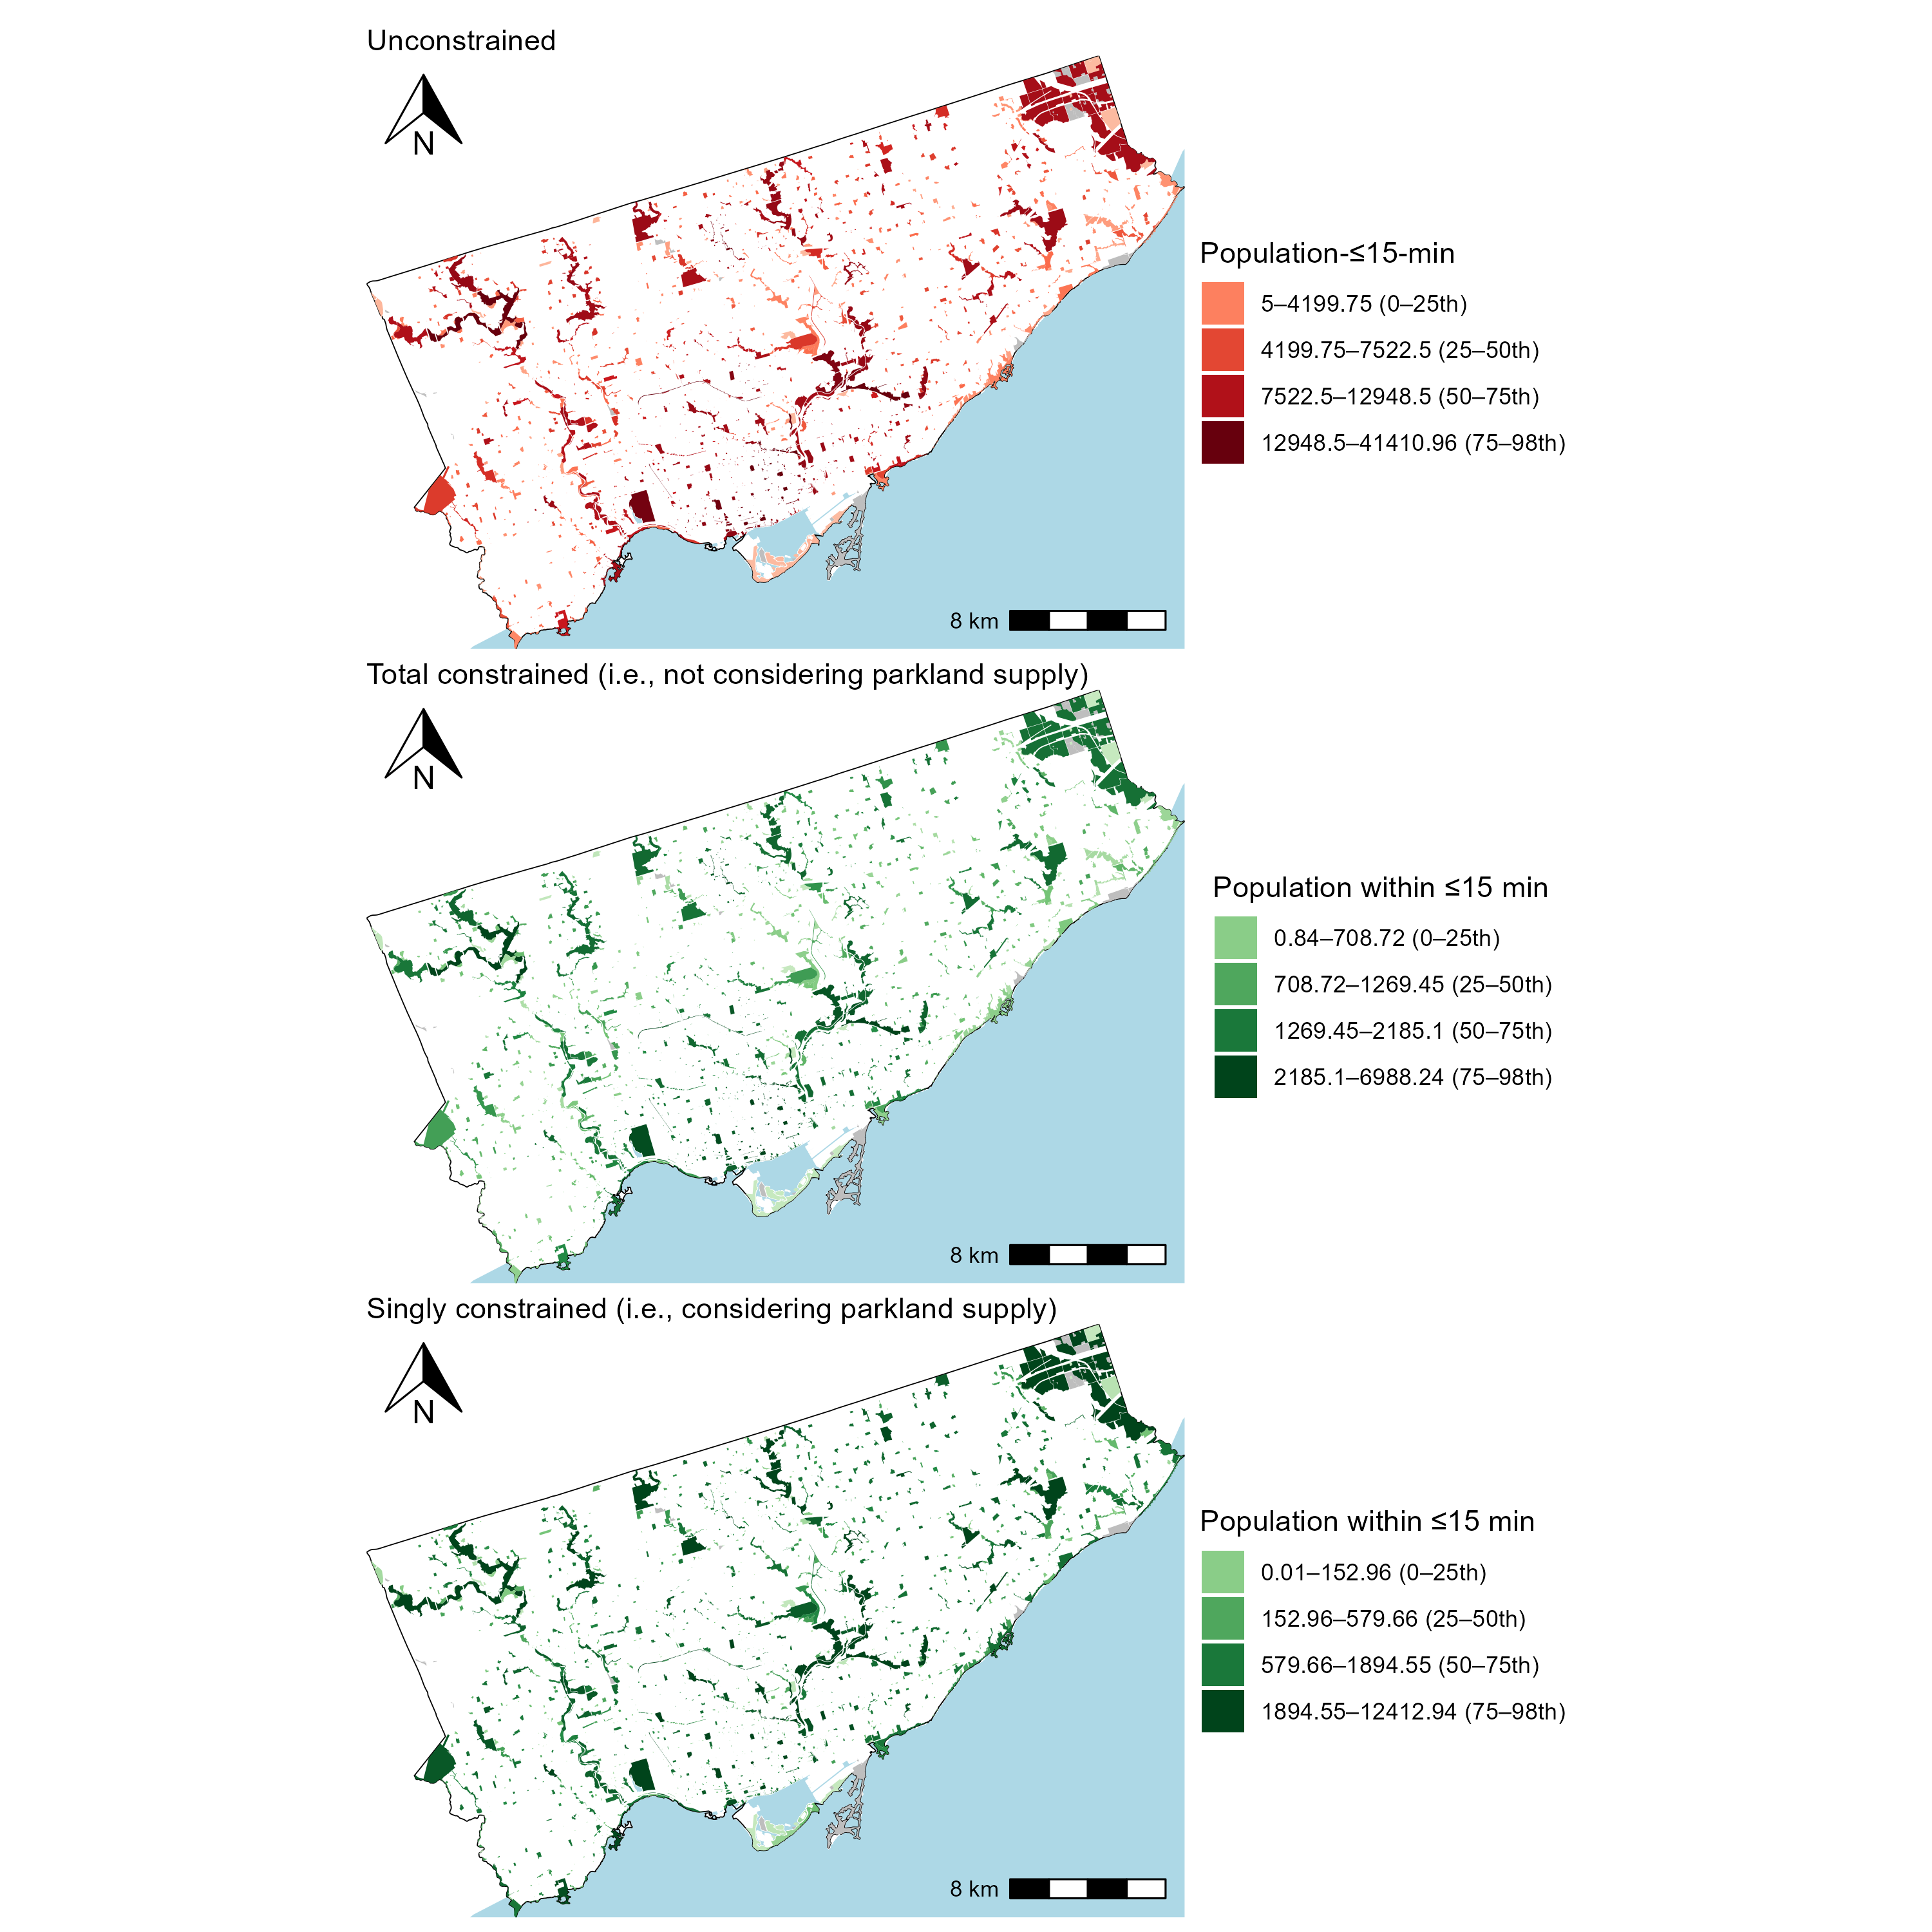 Unconstrained
N
Population-≤15-min
5–4199.75 (0–25th)
4199.75–7522.5 (25–50th)
7522.5–12948.5 (50–75th)
12948.5–41410.96 (75–98th)
8 km
Total constrained (i.e., not considering parkland supply)
N
Population within ≤15 min
0.84–708.72 (0–25th)
708.72–1269.45 (25–50th)
1269.45–2185.1 (50–75th)
2185.1–6988.24 (75–98th)
8 km
Singly constrained (i.e., considering parkland supply)
N
Population within ≤15 min
0.01–152.96 (0–25th)
152.96–579.66 (25–50th)
579.66–1894.55 (50–75th)
1894.55–12412.94 (75–98th)
8 km